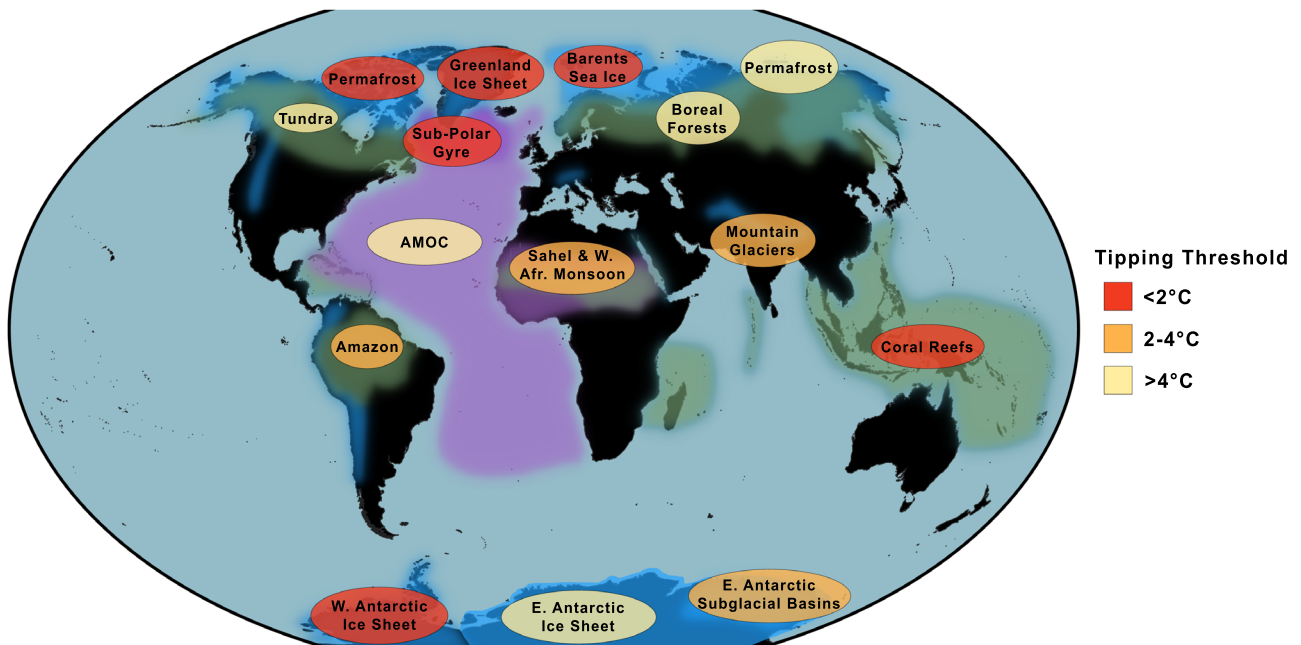 Permafrost
Greenland
Ice Sheet
Barents
Sea Ice
Permafrost
Tundra
Sub-Polar
Gyre
Boreal
Forests
AMOC
Sahel & W.
Afr. Monsoon
Mountain
Glaciers
Amazon
Coral Reefs
W. Antarctic
Ice Sheet
E. Antarctic
Ice Sheet
E. Antarctic
Subglacial Basins
Tipping Threshold
<2°C
2-4°C
>4°C